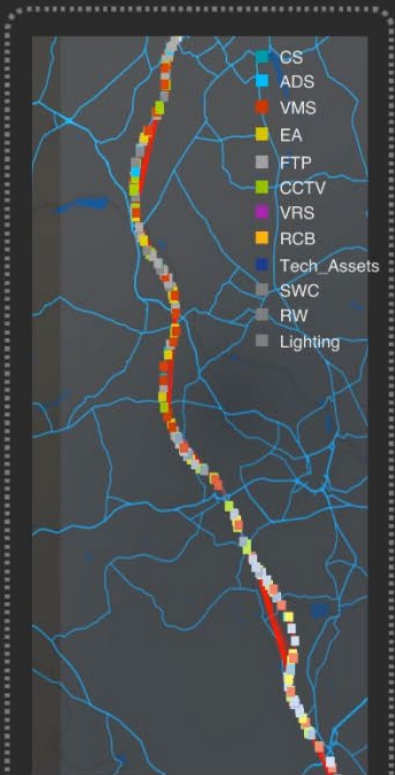 CS
ADS
VMS
EA
FTP
CCTV
VRS
RCB
Tech_Assets
SWC
RW
Lighting